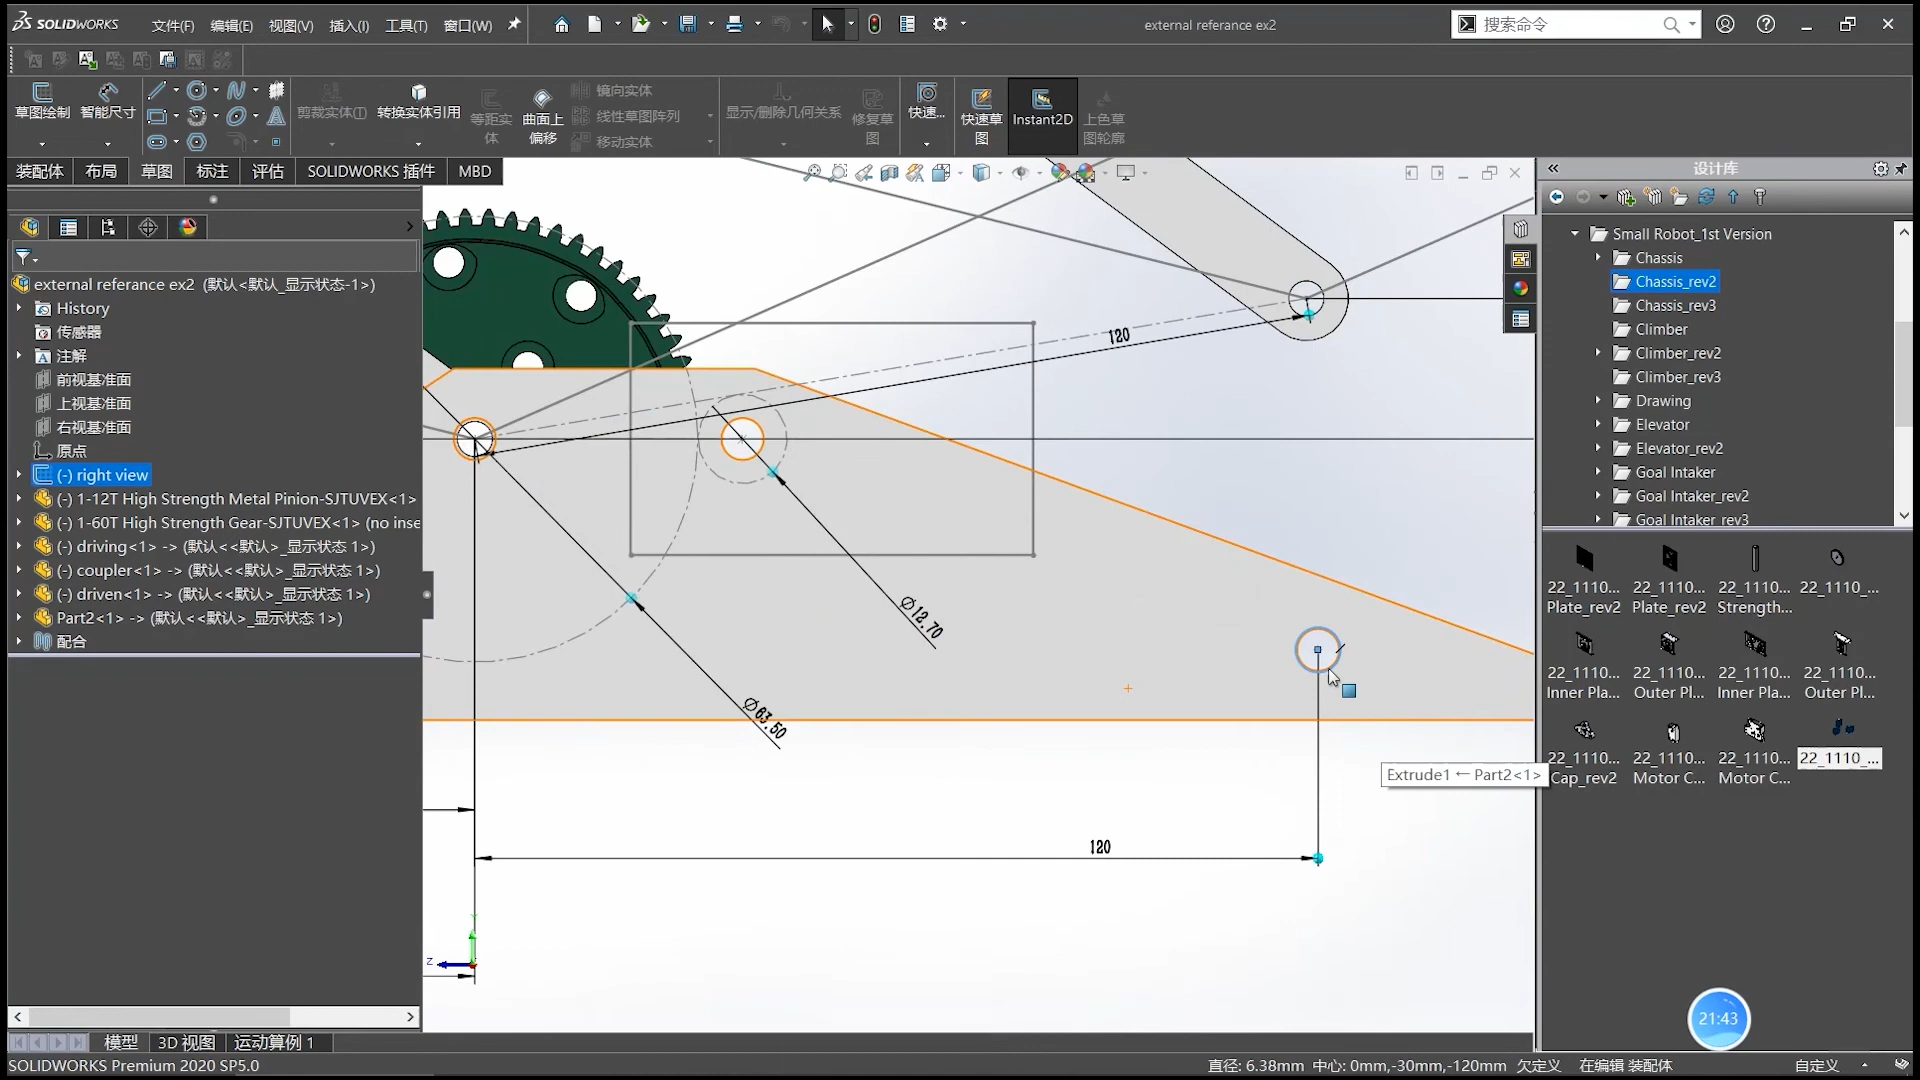 SOLIDWORKS 文件(F) 编辑(E) 视图(V) 插入(I) 工具(T) 窗口(W) external referance ex2 搜索命令
草图绘制 智能尺寸 剪裁实体(T) 转换实体引用 等距实体 曲面上偏移 镜向实体 线性草图阵列 移动实体 显示/删除几何关系 修复草图 快速... 快速草图 Instant2D 上色草图轮廓
装配体 布局 草图 标注 评估 SOLIDWORKS 插件 MBD
external referance ex2 (默认<默认_显示状态-1>)
History
传感器
注解
前视基准面
上视基准面
右视基准面
原点
(-) right view
(-) 1-12T High Strength Metal Pinion-SJTUVEX<1>
(-) 1-60T High Strength Gear-SJTUVEX<1> (no inse
(-) driving<1> -> (默认<<默认>_显示状态 1>)
(-) coupler<1> -> (默认<<默认>_显示状态 1>)
(-) driven<1> -> (默认<<默认>_显示状态 1>)
Part2<1> -> (默认<<默认>_显示状态 1>)
配合
120
Ø12.70
Ø63.50
120
Z
Y
Extrude1 ← Part2<1>
设计库
Small Robot_1st Version
Chassis
Chassis_rev2
Chassis_rev3
Climber
Climber_rev2
Climber_rev3
Drawing
Elevator
Elevator_rev2
Goal Intaker
Goal Intaker_rev2
Goal Intaker_rev3
22_1110... 22_1110... 22_1110... 22_1110_...
Plate_rev2 Plate_rev2 Strength...
22_1110... 22_1110... 22_1110... 22_1110...
Inner Pla... Outer Pl... Inner Pla... Outer Pl...
22_1110... 22_1110... 22_1110... 22_1110_...
Cap_rev2 Motor C... Motor C...
21:43
模型 3D 视图 运动算例 1
SOLIDWORKS Premium 2020 SP5.0 直径: 6.38mm 中心: 0mm,-30mm,-120mm 欠定义 在编辑 装配体 自定义